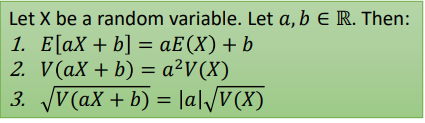 Let X be a random variable. Let a, b ∈ ℝ. Then:
1. E[aX + b] = aE(X) + b
2. V(aX + b) = a²V(X)
3. √V(aX + b) = |a|√V(X)